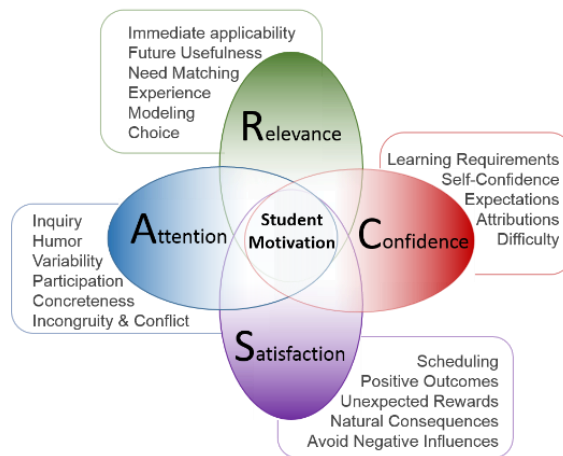 Immediate applicability
Future Usefulness
Need Matching
Experience
Modeling
Choice
Relevance
Learning Requirements
Self-Confidence
Expectations
Attributions
Difficulty
Inquiry
Humor
Variability
Participation
Concreteness
Incongruity & Conflict
Attention
Student
Motivation
Confidence
Satisfaction
Scheduling
Positive Outcomes
Unexpected Rewards
Natural Consequences
Avoid Negative Influences